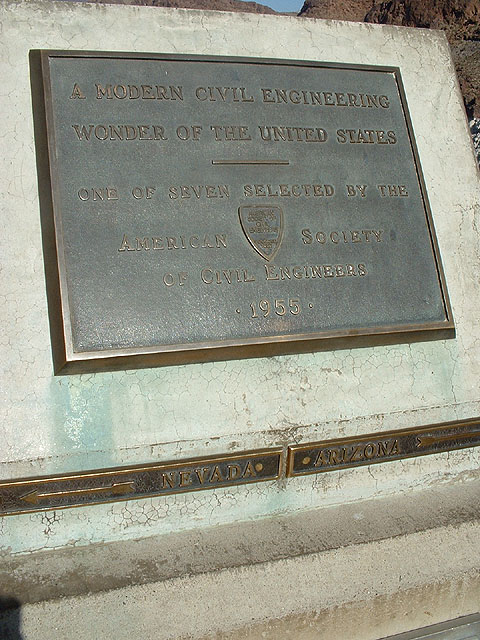 A MODERN CIVIL ENGINEERING
WONDER OF THE UNITED STATES
ONE OF SEVEN SELECTED BY THE
AMERICAN SOCIETY
OF CIVIL ENGINEERS
· 1955 ·
NEVADA
ARIZONA